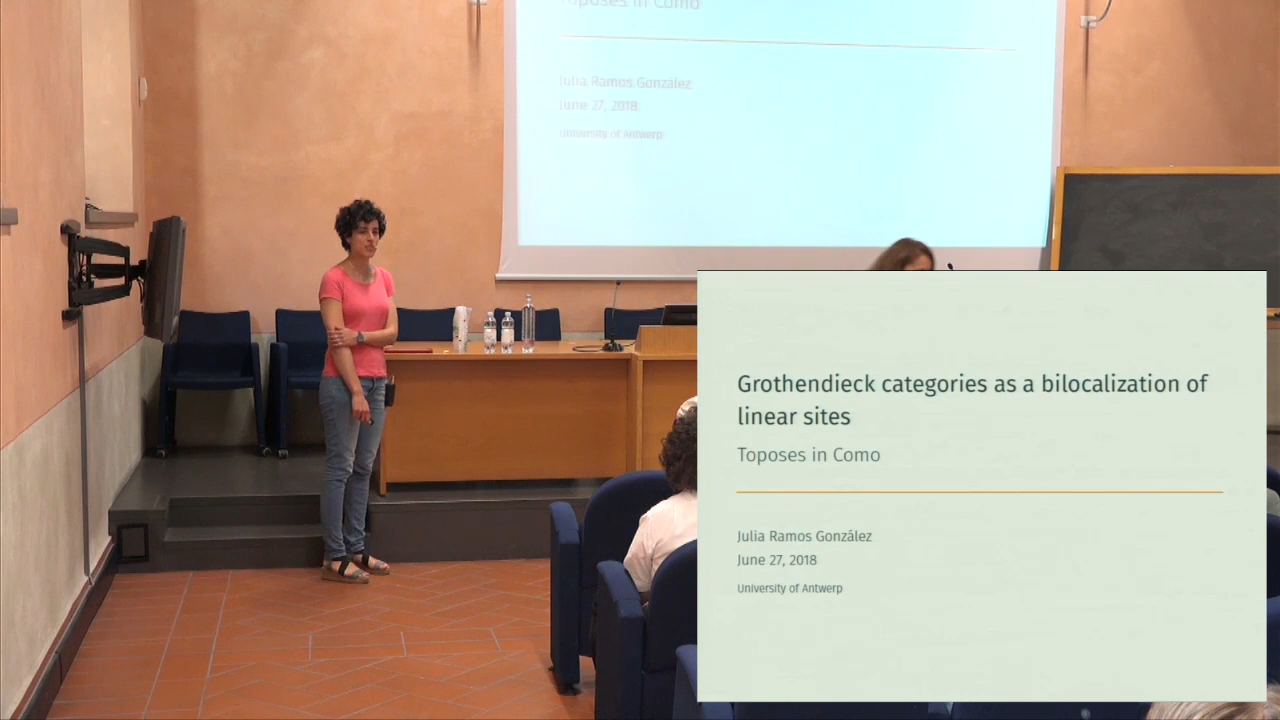 Toposes in Como
Julia Ramos González
June 27, 2018
University of Antwerp
Grothendieck categories as a bilocalization of
linear sites
Toposes in Como
Julia Ramos González
June 27, 2018
University of Antwerp